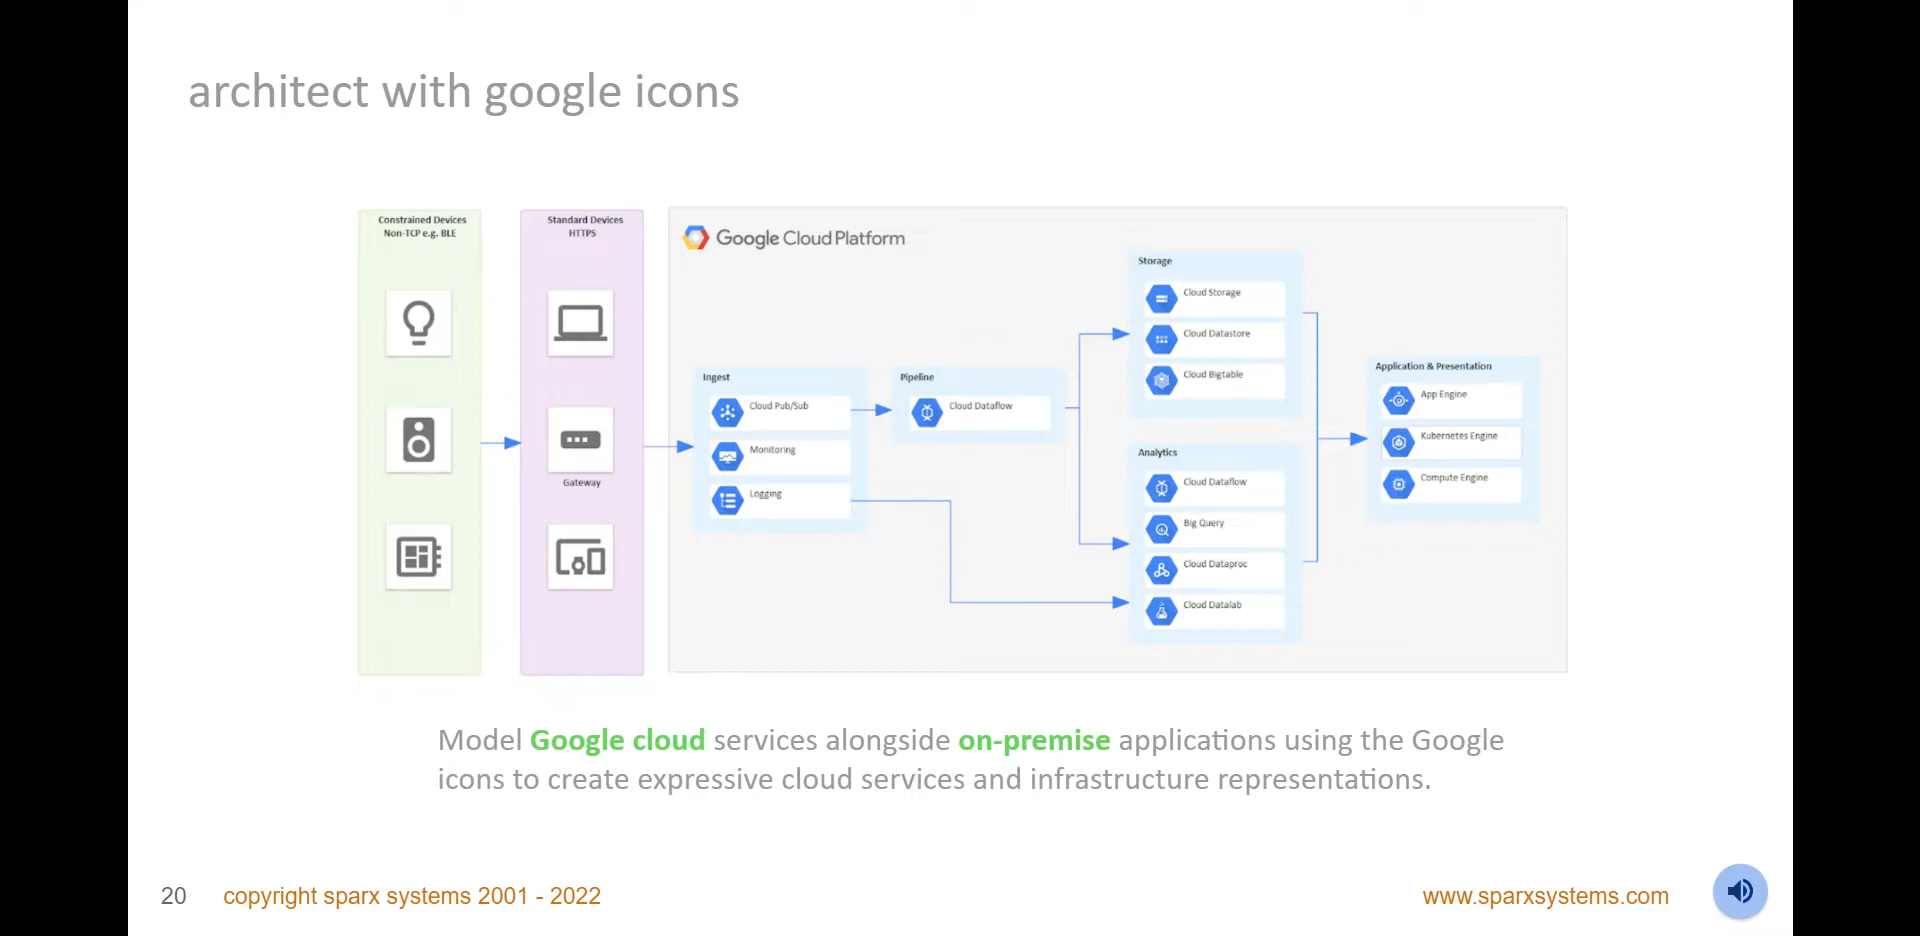 architect with google icons
Constrained Devices
Non-TCP e.g. BLE
Standard Devices
HTTPS
Gateway
Google Cloud Platform
Ingest
Cloud Pub/Sub
Monitoring
Logging
Pipeline
Cloud Dataflow
Storage
Cloud Storage
Cloud Datastore
Cloud Bigtable
Analytics
Cloud Dataflow
Big Query
Cloud Dataproc
Cloud Datalab
Application & Presentation
App Engine
Kubernetes Engine
Compute Engine
Model Google cloud services alongside on-premise applications using the Google
icons to create expressive cloud services and infrastructure representations.
20 copyright sparx systems 2001 - 2022
www.sparxsystems.com